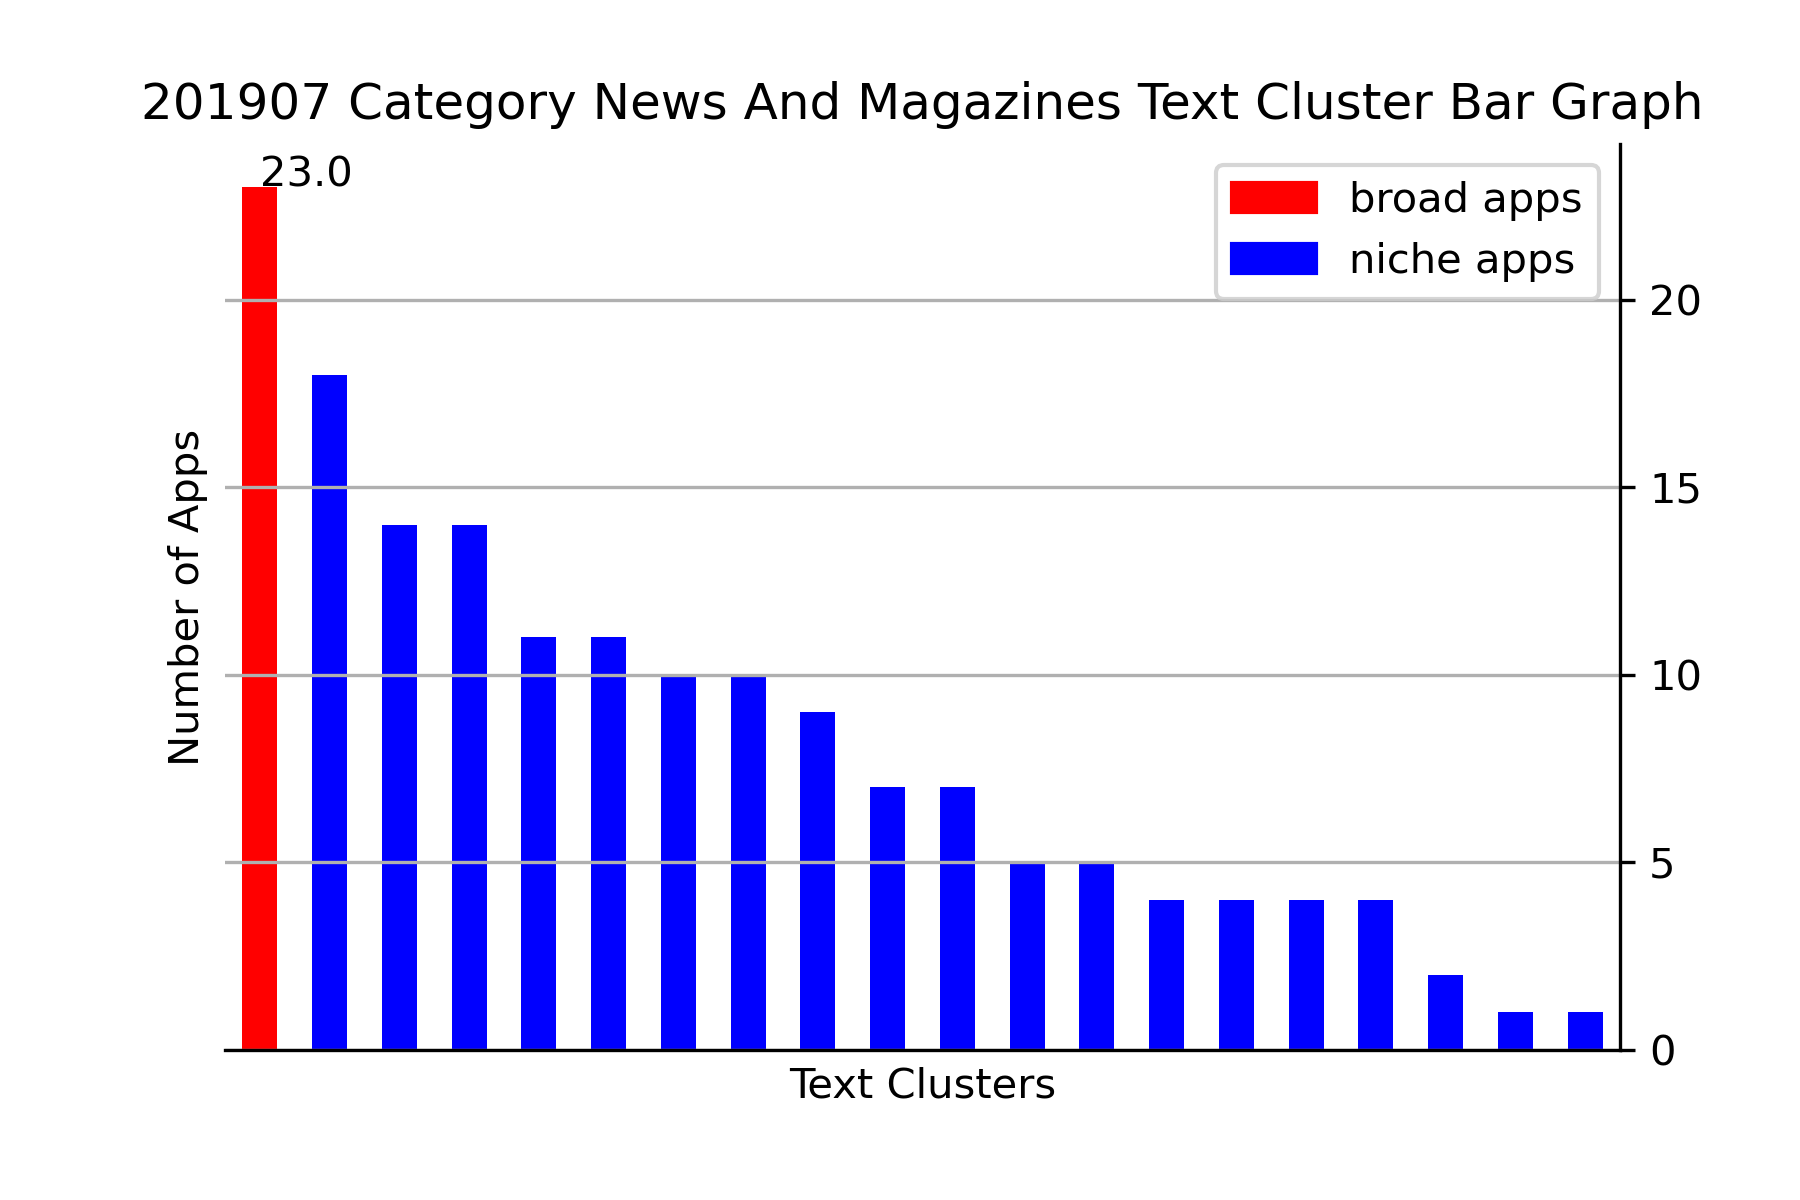 201907 Category News And Magazines Text Cluster Bar Graph
23.0
broad apps
niche apps
20
15
10
5
0
Number of Apps
Text Clusters